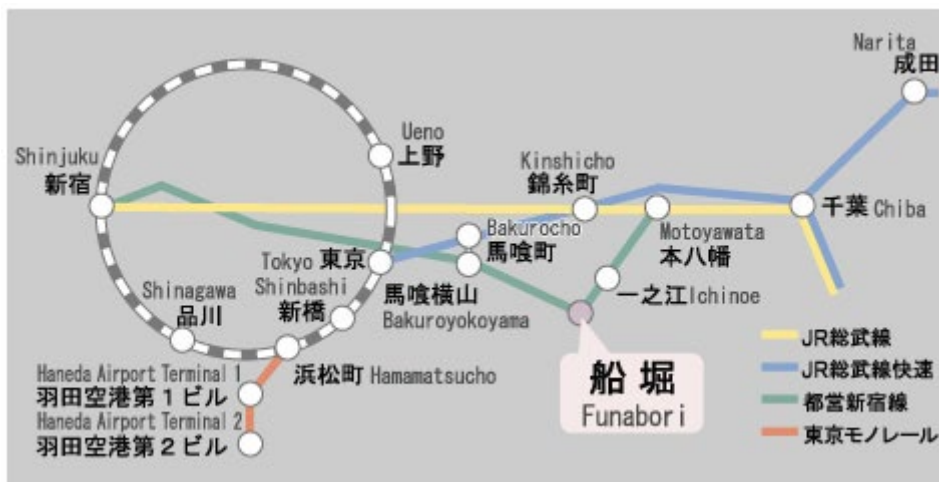 Narita
成田
Ueno
上野
Shinjuku
新宿
Kinshicho
錦糸町
千葉 Chiba
Bakurocho
馬喰町
Motoyawata
本八幡
Tokyo 東京
Shinbashi
新橋
馬喰横山
Bakuroyokoyama
一之江 Ichinoe
Shinagawa
品川
浜松町 Hamamatsucho
Haneda Airport Terminal 1
羽田空港第1ビル
Haneda Airport Terminal 2
羽田空港第2ビル
船堀
Funabori
JR総武線
JR総武線快速
都営新宿線
東京モノレール